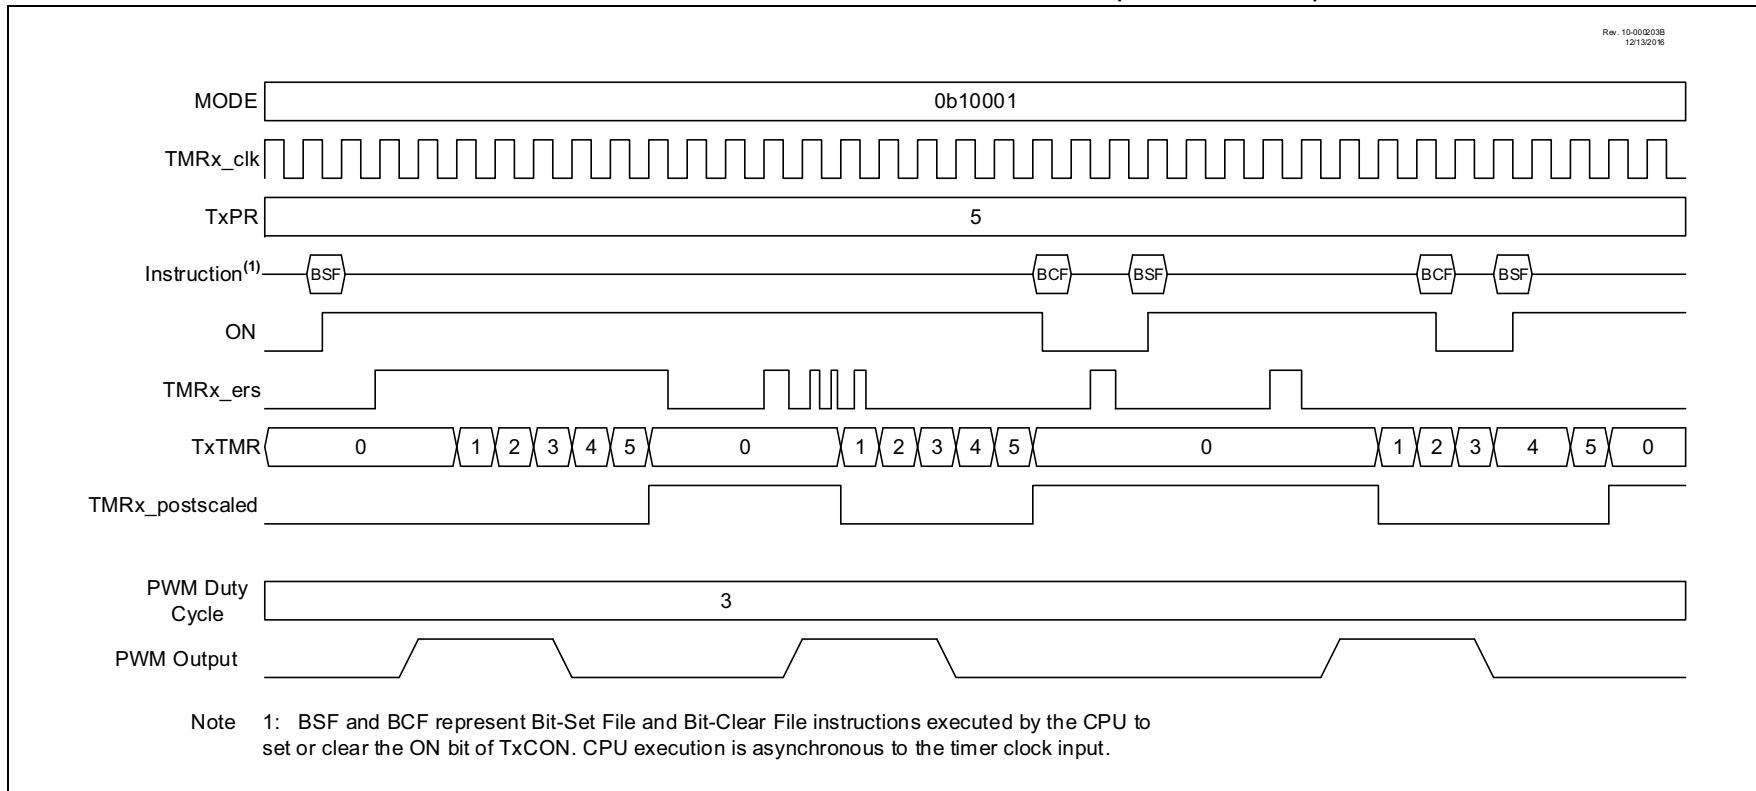 Rev. 10-000203B
12/13/2016
MODE 0b10001
TMRx_clk
TxPR 5
Instruction(1) BSF BCF BSF BCF BSF
ON
TMRx_ers
TxTMR 0 1 2 3 4 5 0 1 2 3 4 5 0 1 2 3 4 5 0
TMRx_postscaled
PWM Duty
Cycle 3
PWM Output
Note 1: BSF and BCF represent Bit-Set File and Bit-Clear File instructions executed by the CPU to
set or clear the ON bit of TxCON. CPU execution is asynchronous to the timer clock input.